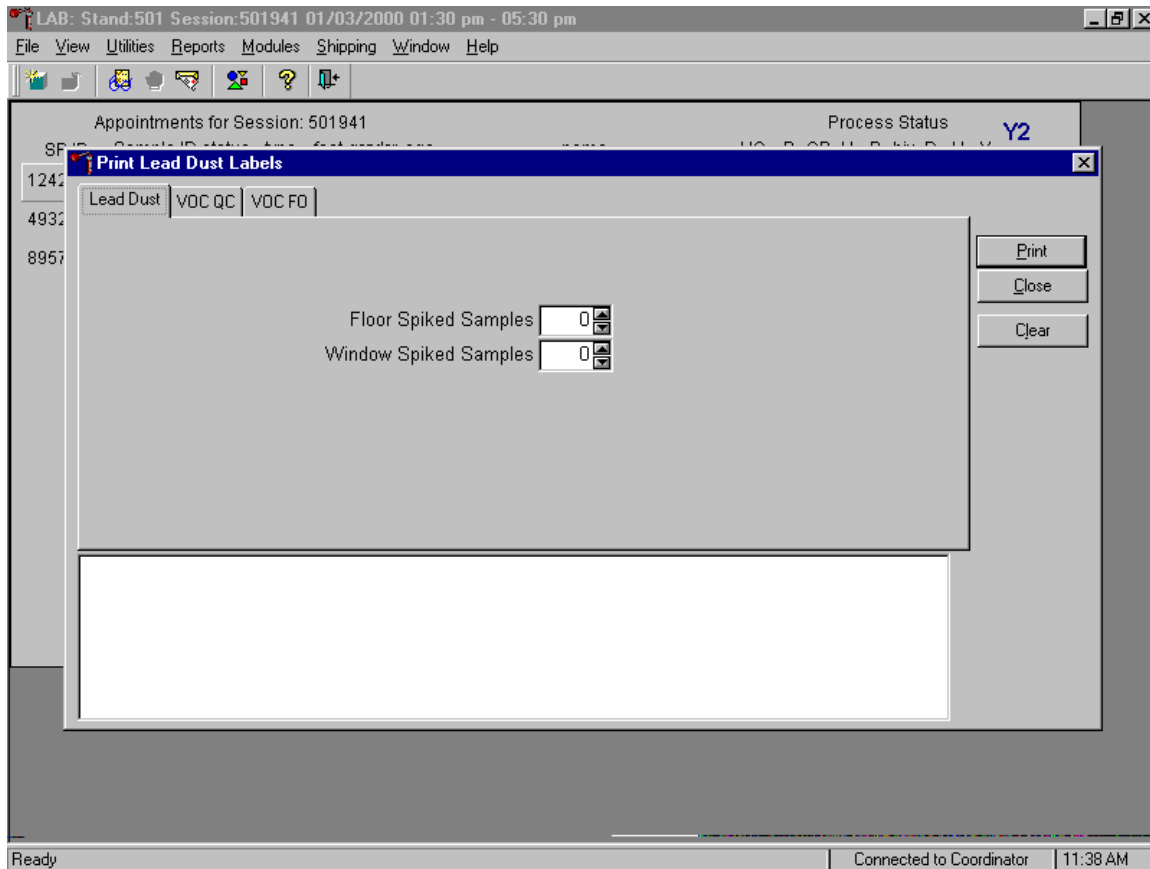 LAB: Stand:501 Session:501941 01/03/2000 01:30 pm - 05:30 pm
File View Utilities Reports Modules Shipping Window Help
Appointments for Session: 501941 Process Status Y2
Print Lead Dust Labels
1242
Lead Dust VOC QC VOC FO
4932
8957
Print
Close
Floor Spiked Samples 0
Clear
Window Spiked Samples 0
Ready Connected to Coordinator 11:38 AM